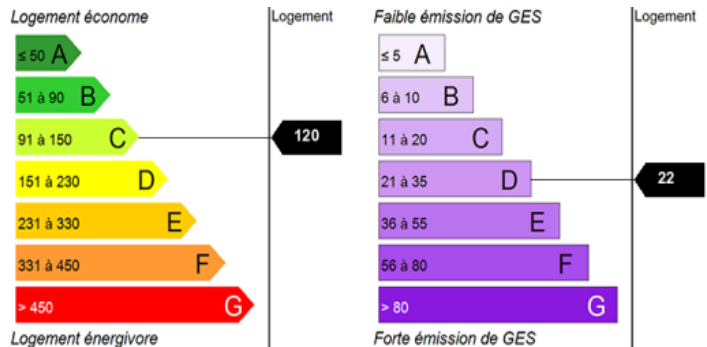 Logement économe
Logement
≤ 50 A
51 à 90 B
91 à 150 C
120
151 à 230 D
231 à 330 E
331 à 450 F
> 450 G
Logement énergivore
Faible émission de GES
Logement
≤ 5 A
6 à 10 B
11 à 20 C
21 à 35 D
22
36 à 55 E
56 à 80 F
> 80 G
Forte émission de GES